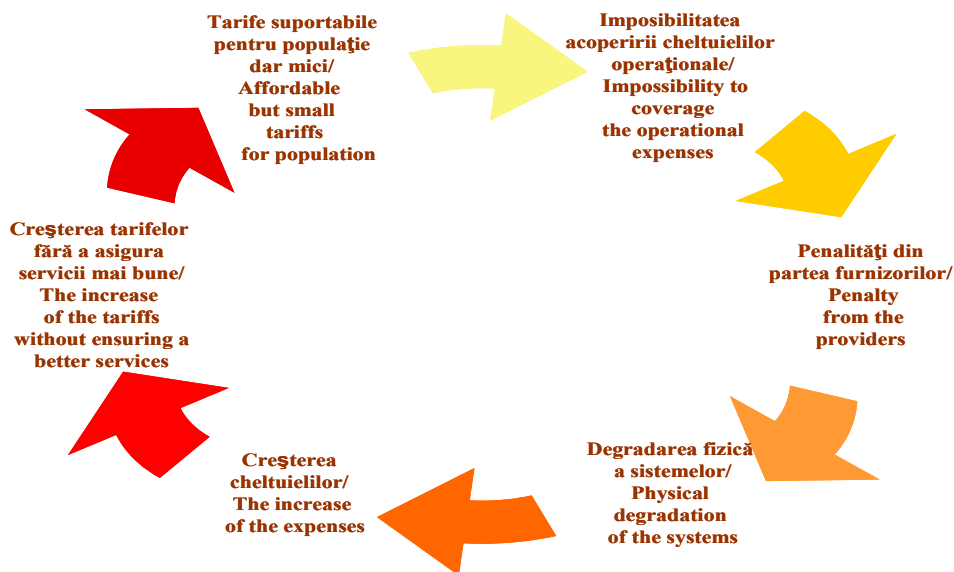 Tarife suportabile
pentru populaţie
dar mici/
Affordable
but small
tariffs
for population
Imposibilitatea
acoperirii cheltuielilor
operaţionale/
Impossibility to
coverage
the operational
expenses
Penalităţi din
partea furnizorilor/
Penalty
from the
providers
Degradarea fizică
a sistemelor/
Physical
degradation
of the systems
Creşterea
cheltuielilor/
The increase
of the expenses
Creşterea tarifelor
fără a asigura
servicii mai bune/
The increase
of the tariffs
without ensuring a
better services